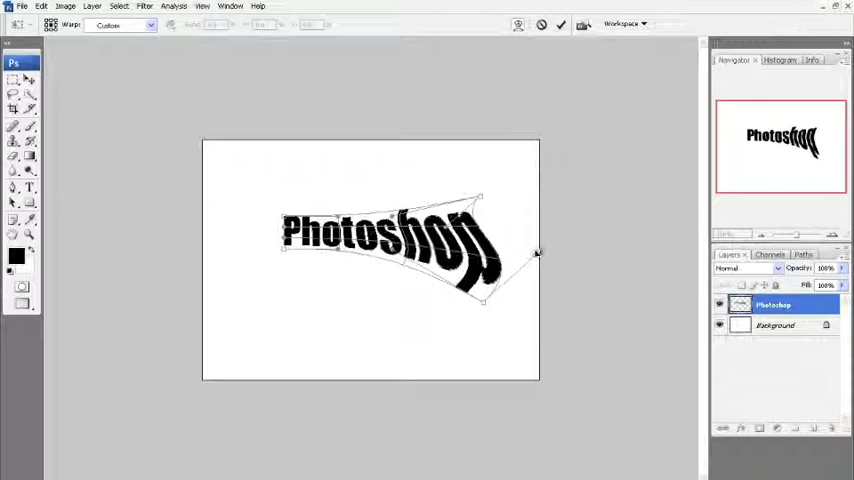 File Edit Image Layer Select Filter Analysis View Window Help
Warp: Custom
Workspace
Ps
Navigator Histogram Info
Photoshop
Photoshop
Layers Channels Paths
Normal Opacity: 100%
Fill: 100%
Photoshop
Background